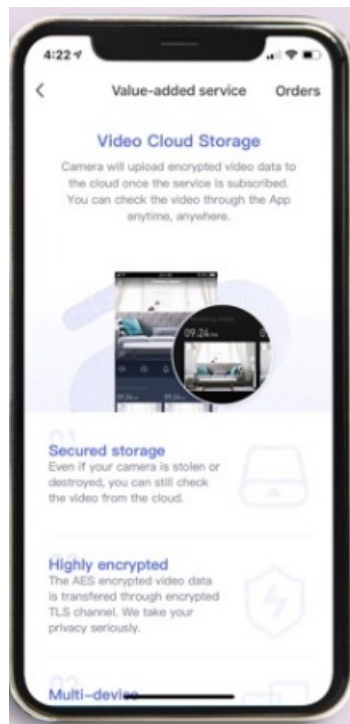 4:22
Value-added service Orders
Video Cloud Storage
Camera will upload encrypted video data to
the cloud once the service is subscribed.
You can check the video through the App
anytime, anywhere.
09.24
01
Secured storage
Even if your camera is stolen or
destroyed, you can still check
the video from the cloud.
Highly encrypted
The AES encrypted video data
is transfered through encrypted
TLS channel. We take your
privacy seriously.
03
Multi-device